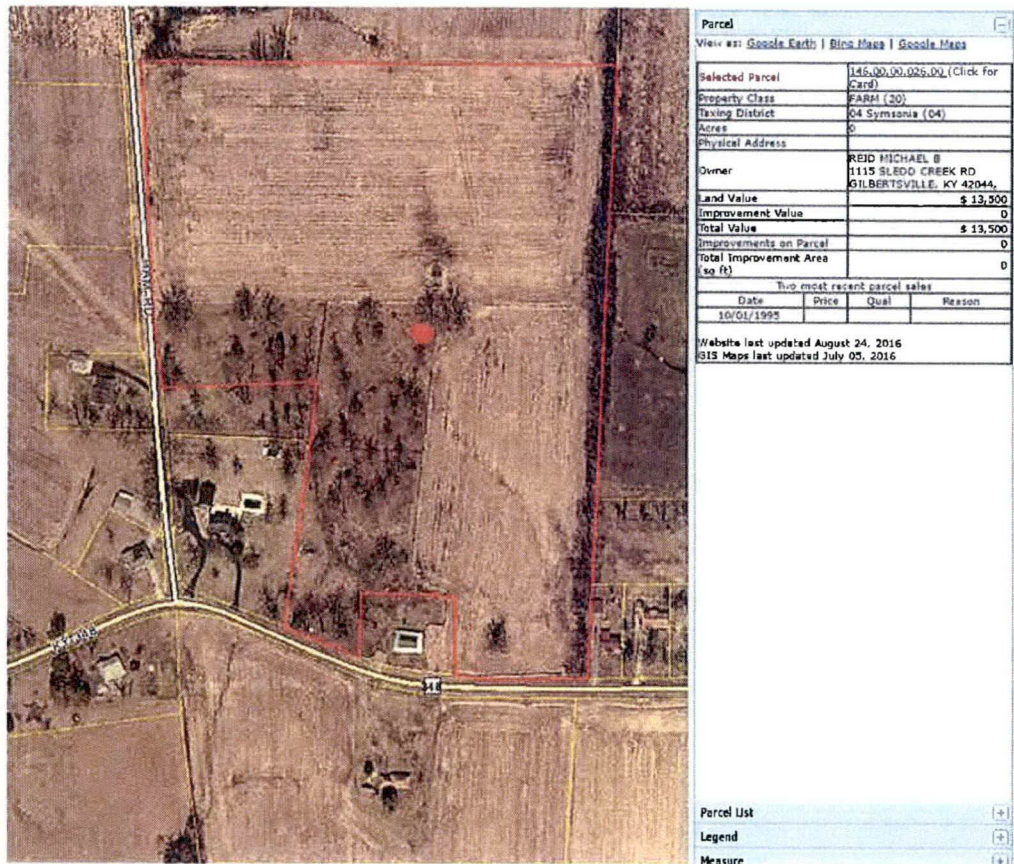 Parcel
View as: Google Earth | Bing Maps | Google Maps
Selected Parcel 146.00.00.026.00 (Click for
Card)
Property Class FARM (20)
Taxing District 04 Symsonia (04)
Acres 0
Physical Address
Owner REID MICHAEL B
1115 SLEDD CREEK RD
GILBERTSVILLE, KY 42044,
Land Value $ 13,500
Improvement Value 0
Total Value $ 13,500
Improvements on Parcel 0
Total Improvement Area
(sq ft) 0
Two most recent parcel sales
Date Price Qual Reason
10/01/1995
Website last updated August 24, 2016
GIS Maps last updated July 05, 2016
Parcel List
Legend
Measure
RD
348